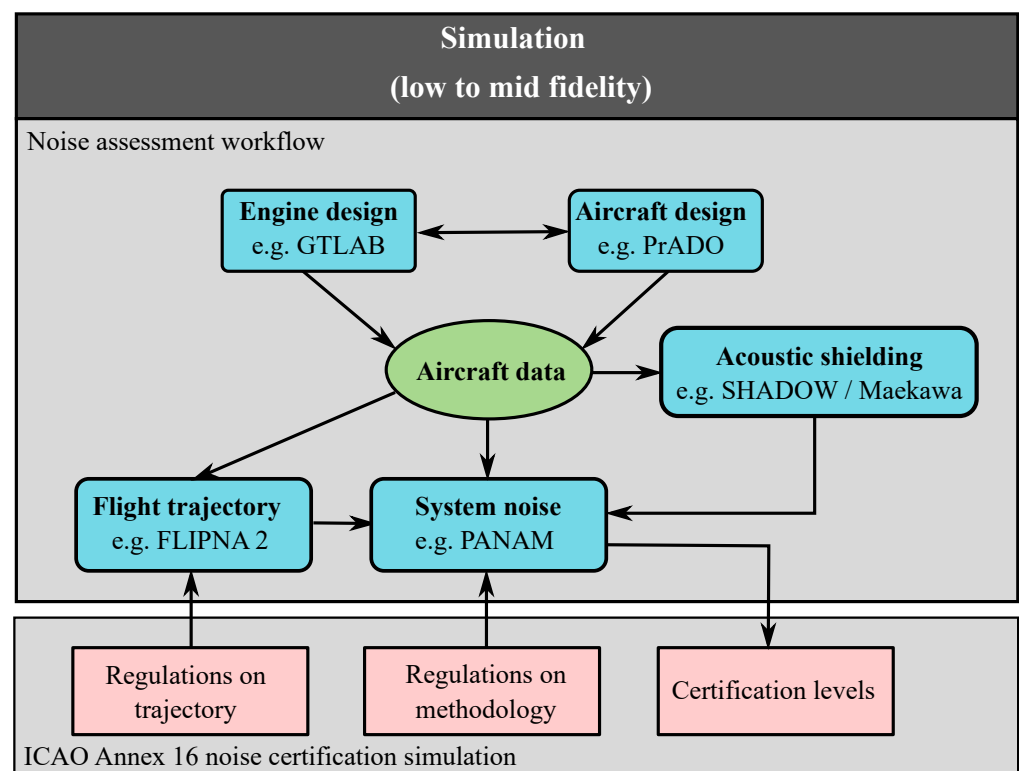 Simulation
(low to mid fidelity)
Noise assessment workflow
Engine design
e.g. GTLAB
Aircraft design
e.g. PrADO
Aircraft data
Acoustic shielding
e.g. SHADOW / Maekawa
Flight trajectory
e.g. FLIPNA 2
System noise
e.g. PANAM
Regulations on
trajectory
Regulations on
methodology
Certification levels
ICAO Annex 16 noise certification simulation